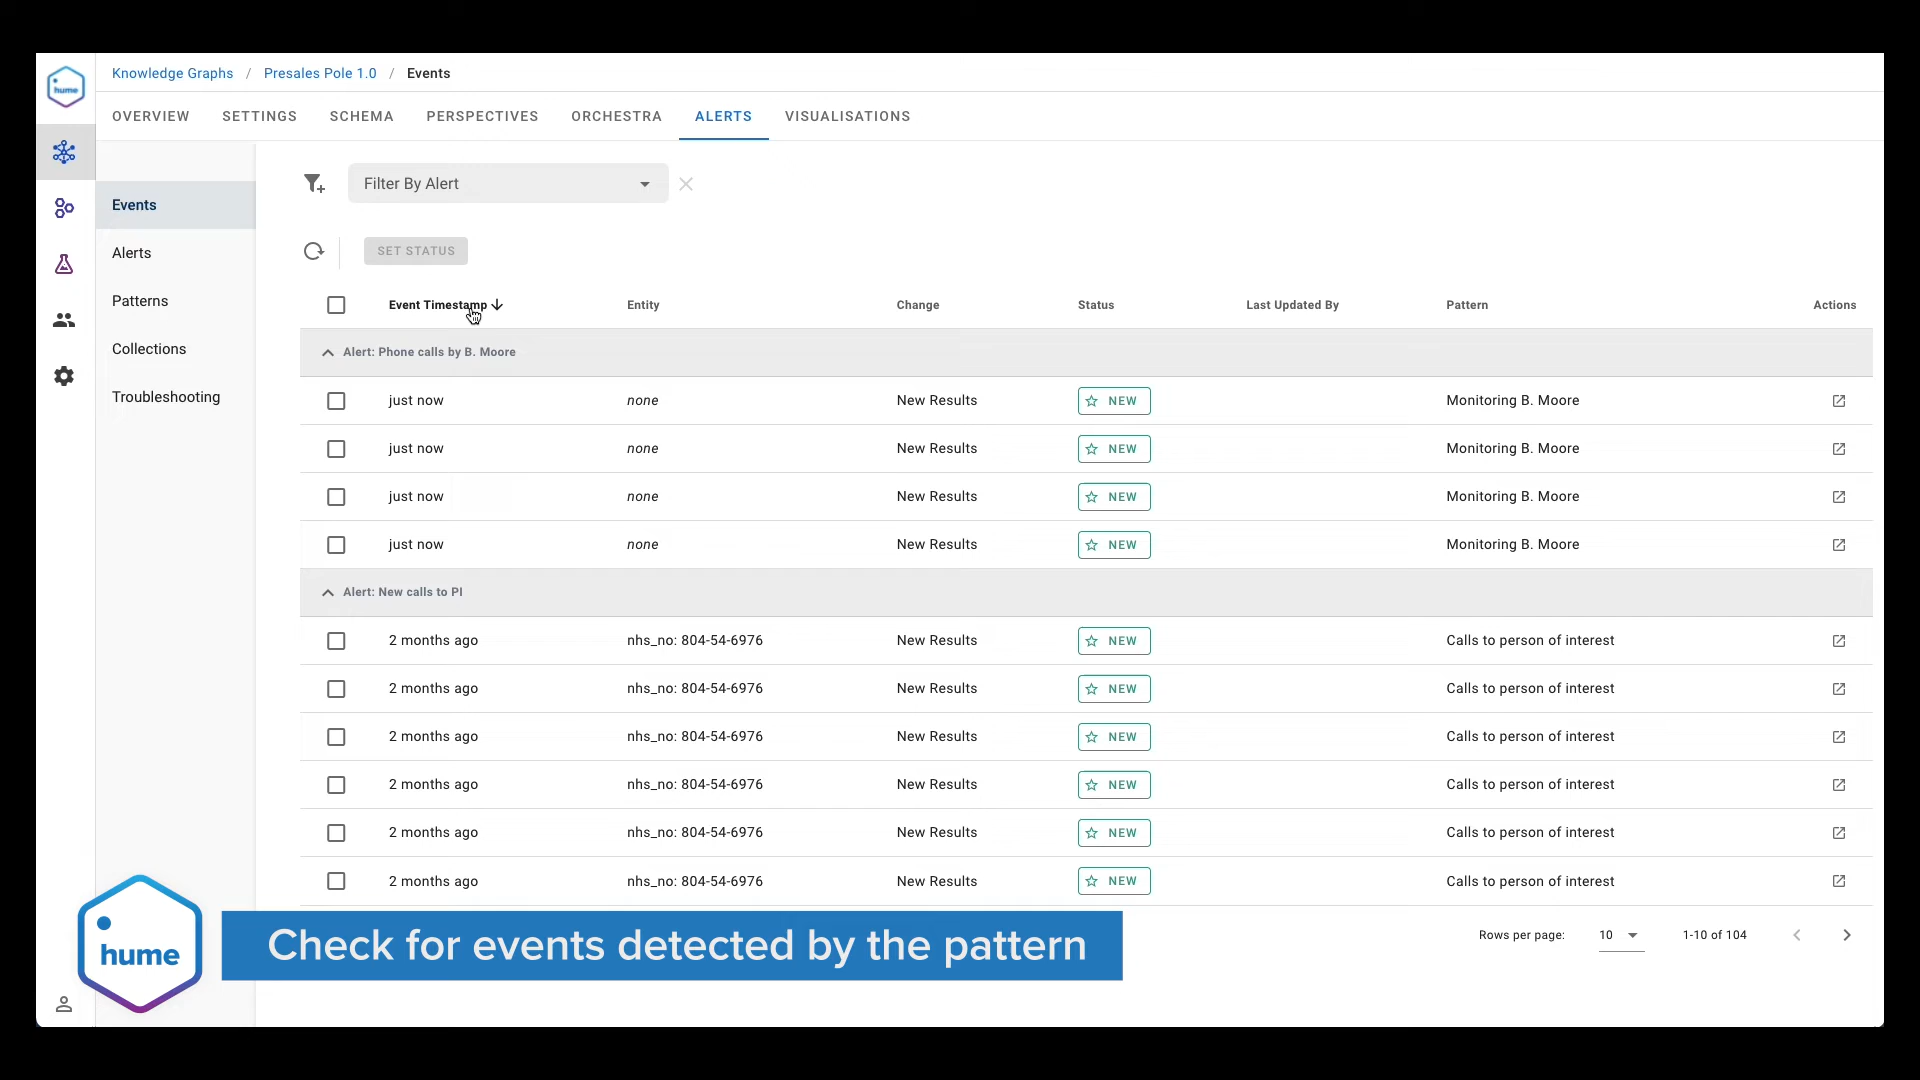 hume
Knowledge Graphs / Presales Pole 1.0 / Events
OVERVIEW SETTINGS SCHEMA PERSPECTIVES ORCHESTRA ALERTS VISUALISATIONS
Events
Alerts
Patterns
Collections
Troubleshooting
Filter By Alert
SET STATUS
Event Timestamp Entity Change Status Last Updated By Pattern Actions
Alert: Phone calls by B. Moore
just now none New Results NEW Monitoring B. Moore
just now none New Results NEW Monitoring B. Moore
just now none New Results NEW Monitoring B. Moore
just now none New Results NEW Monitoring B. Moore
Alert: New calls to PI
2 months ago nhs_no: 804-54-6976 New Results NEW Calls to person of interest
2 months ago nhs_no: 804-54-6976 New Results NEW Calls to person of interest
2 months ago nhs_no: 804-54-6976 New Results NEW Calls to person of interest
2 months ago nhs_no: 804-54-6976 New Results NEW Calls to person of interest
2 months ago nhs_no: 804-54-6976 New Results NEW Calls to person of interest
2 months ago nhs_no: 804-54-6976 New Results NEW Calls to person of interest
Rows per page: 10 1-10 of 104
hume
Check for events detected by the pattern